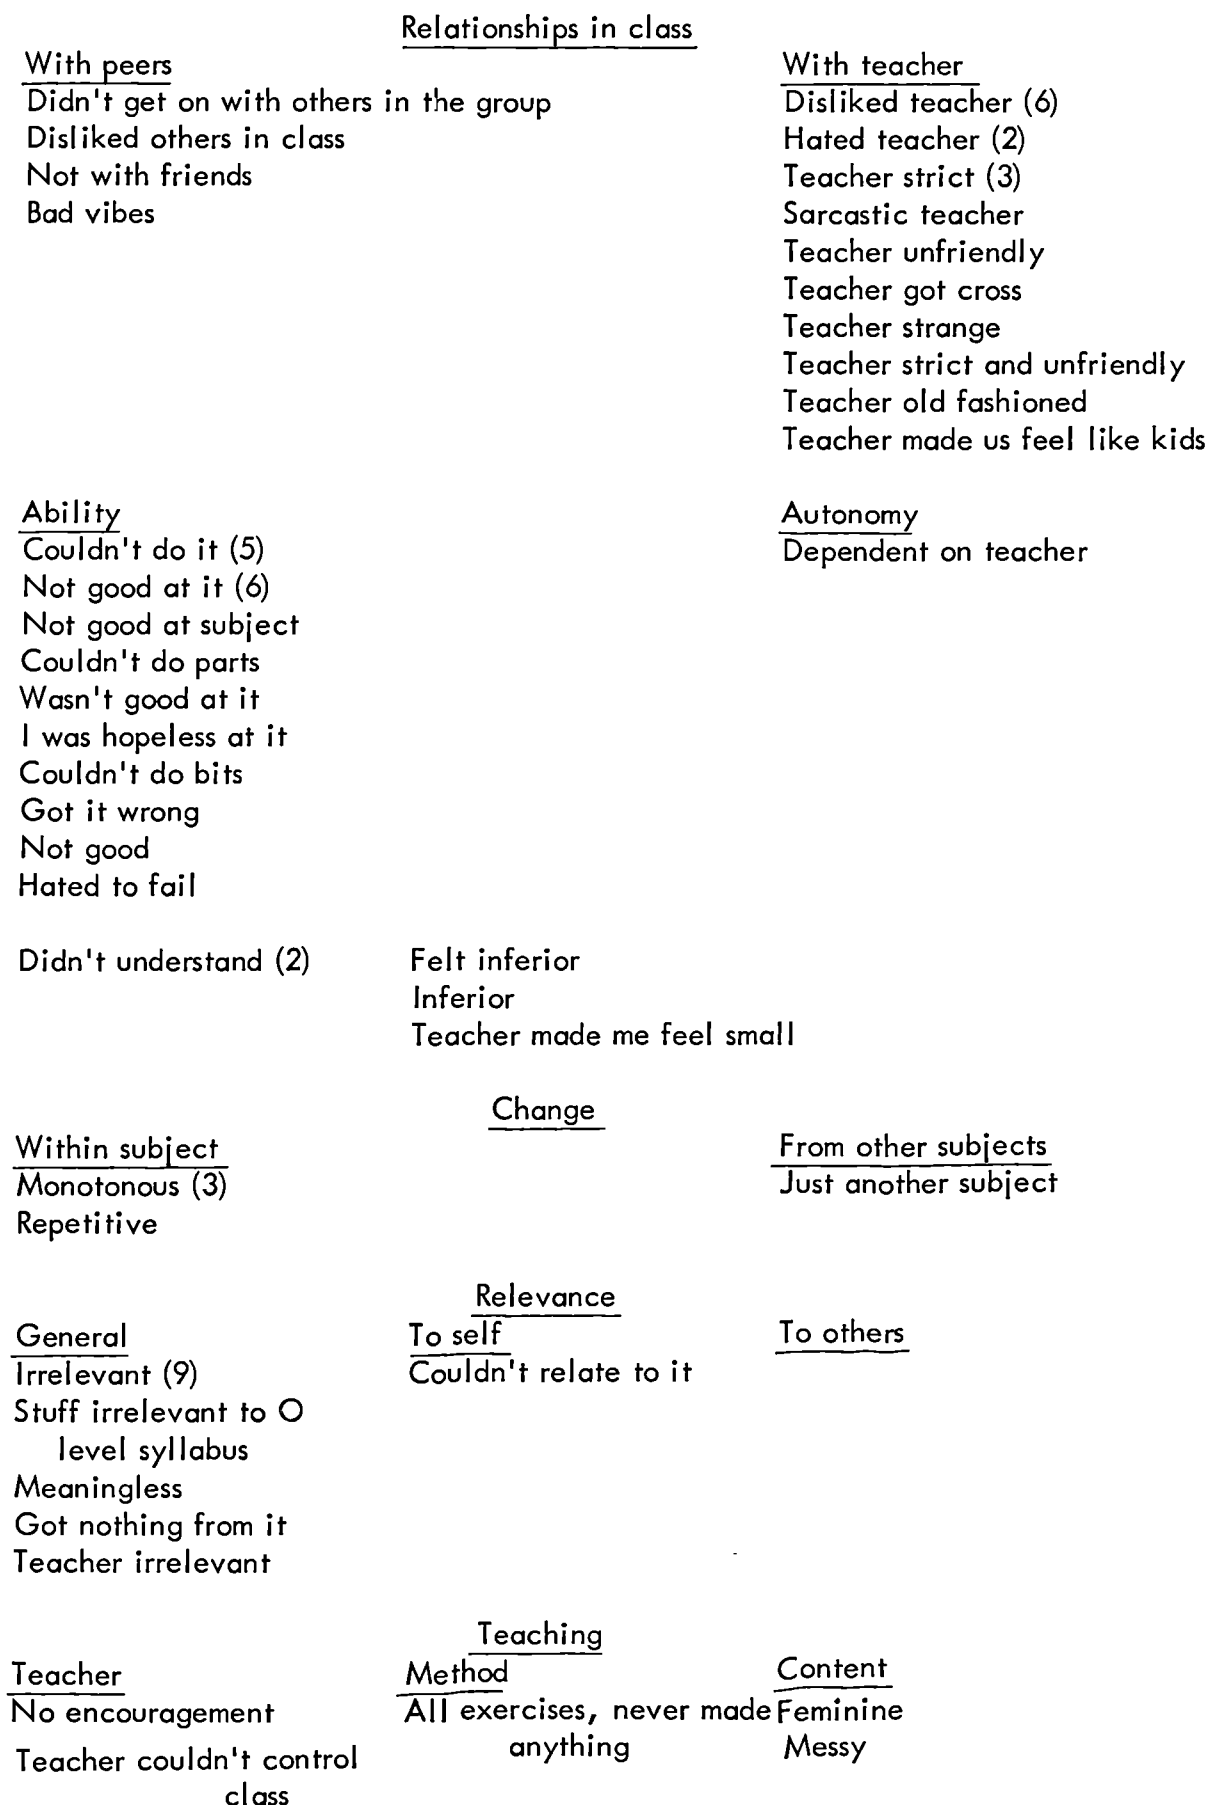 Relationships in class
With peers
Didn't get on with others in the group
Disliked others in class
Not with friends
Bad vibes
With teacher
Disliked teacher (6)
Hated teacher (2)
Teacher strict (3)
Sarcastic teacher
Teacher unfriendly
Teacher got cross
Teacher strange
Teacher strict and unfriendly
Teacher old fashioned
Teacher made us feel like kids
Ability
Couldn't do it (5)
Not good at it (6)
Not good at subject
Couldn't do parts
Wasn't good at it
I was hopeless at it
Couldn't do bits
Got it wrong
Not good
Hated to fail
Autonomy
Dependent on teacher
Didn't understand (2)
Felt inferior
Inferior
Teacher made me feel small
Change
Within subject
Monotonous (3)
Repetitive
From other subjects
Just another subject
Relevance
General
Irrelevant (9)
Stuff irrelevant to O
level syllabus
Meaningless
Got nothing from it
Teacher irrelevant
To self
Couldn't relate to it
To others
Teaching
Teacher
No encouragement
Teacher couldn't control
class
Method
All exercises, never made
anything
Content
Feminine
Messy